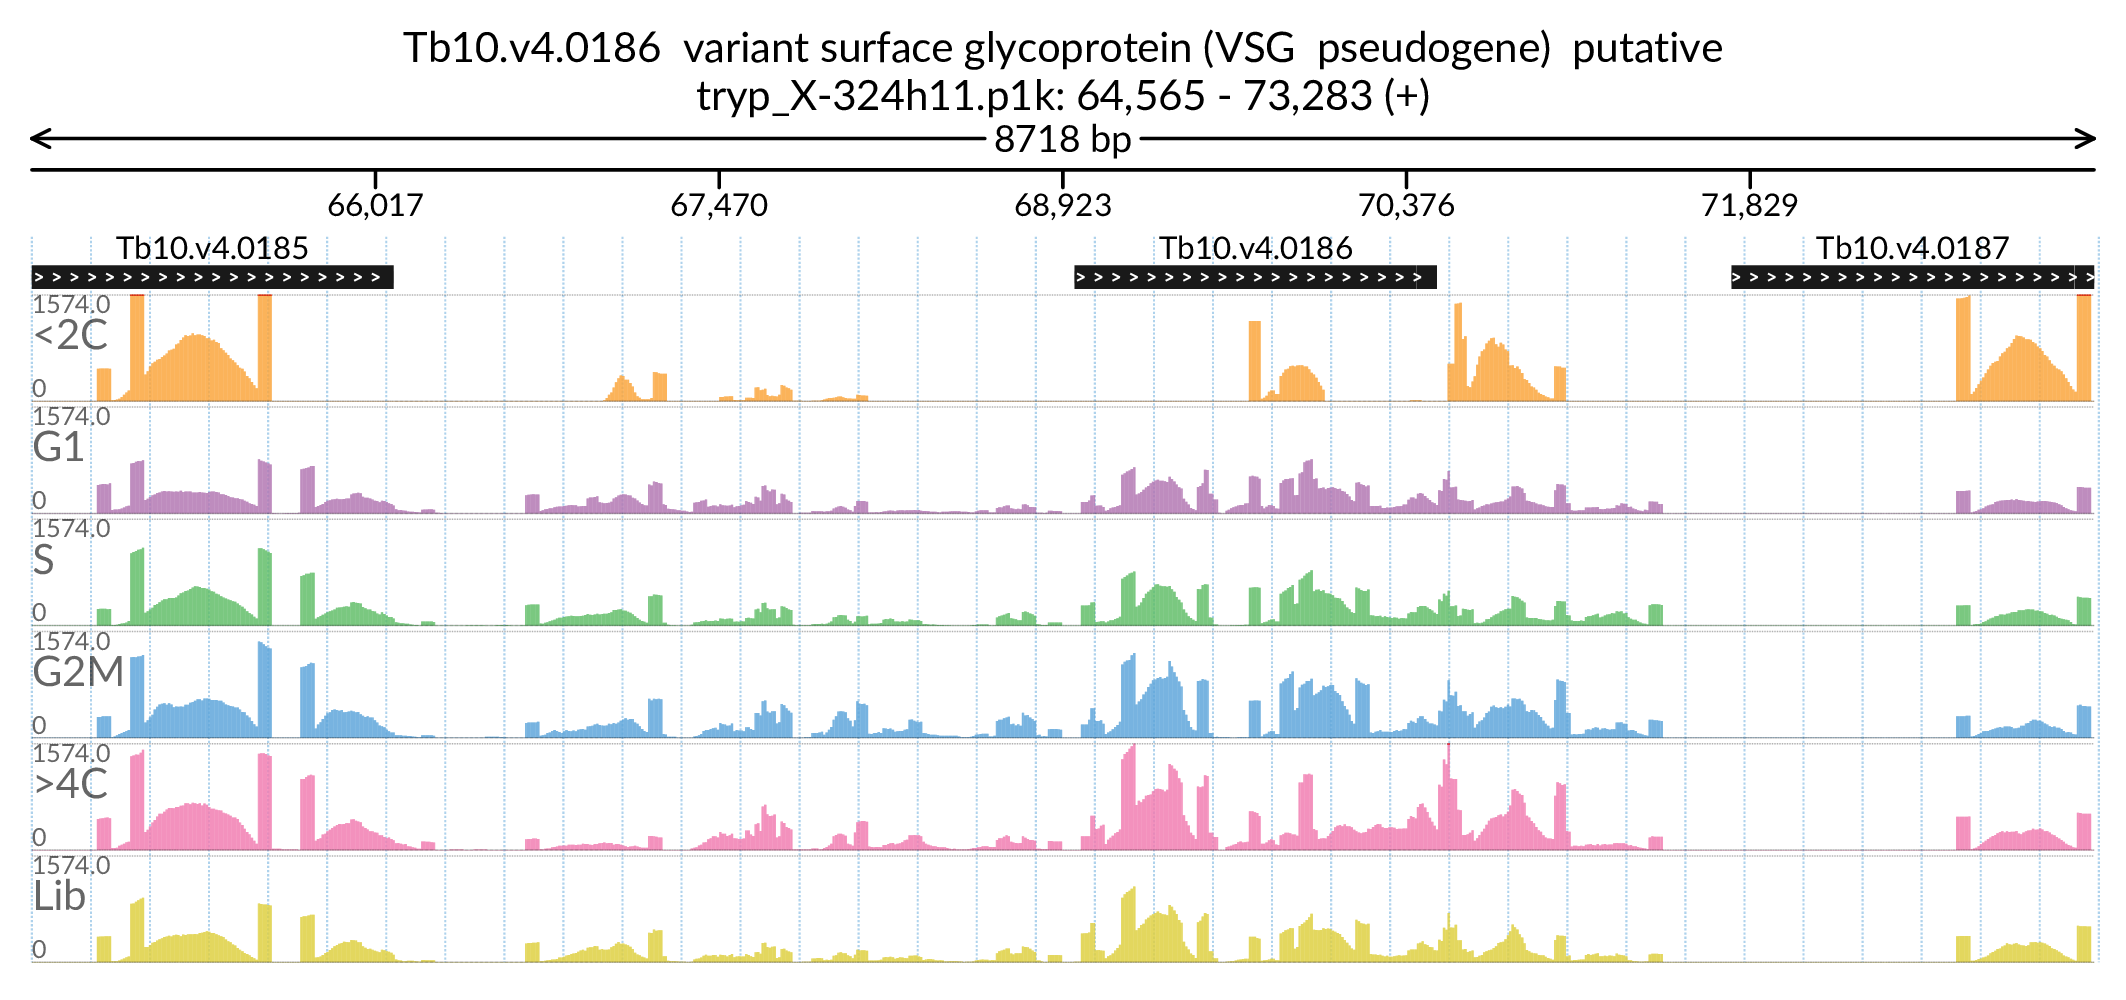 Tb10.v4.0186 variant surface glycoprotein (VSG pseudogene) putative
tryp_X-324h11.p1k: 64,565 - 73,283 (+)
8718 bp
66,017 67,470 68,923 70,376 71,829
Tb10.v4.0185 Tb10.v4.0186 Tb10.v4.0187
1574.0
<2C
0
1574.0
G1
0
1574.0
S
0
1574.0
G2M
0
1574.0
>4C
0
1574.0
Lib
0